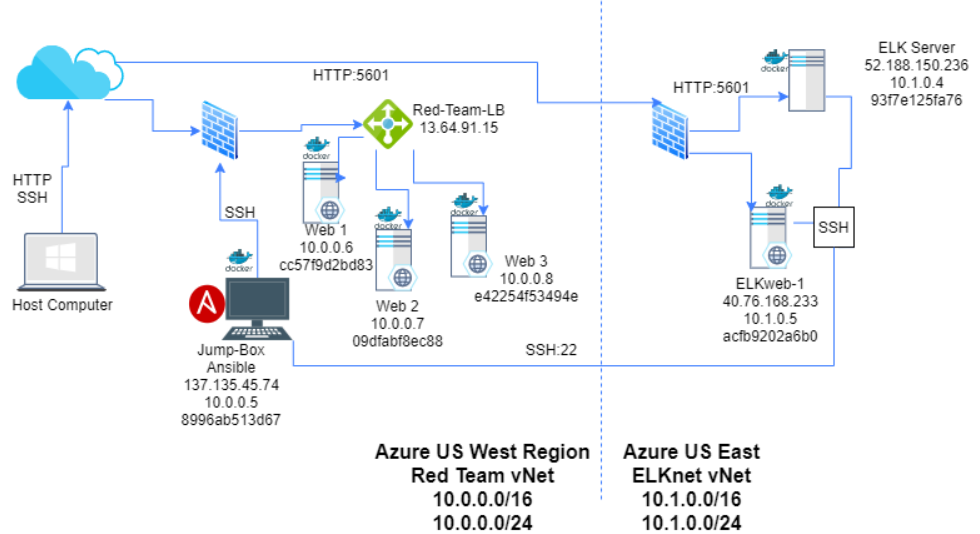 HTTP:5601
HTTP
SSH
Host Computer
SSH
docker
Jump-Box
Ansible
137.135.45.74
10.0.0.5
8996ab513d67
Red-Team-LB
13.64.91.15
docker
Web 1
10.0.0.6
cc57f9d2bd83
docker
Web 2
10.0.0.7
09dfabf8ec88
docker
Web 3
10.0.0.8
e42254f53494e
SSH:22
HTTP:5601
docker
ELK Server
52.188.150.236
10.1.0.4
93f7e125fa76
docker
SSH
ELKweb-1
40.76.168.233
10.1.0.5
acfb9202a6b0
Azure US West Region
Red Team vNet
10.0.0.0/16
10.0.0.0/24
Azure US East
ELKnet vNet
10.1.0.0/16
10.1.0.0/24